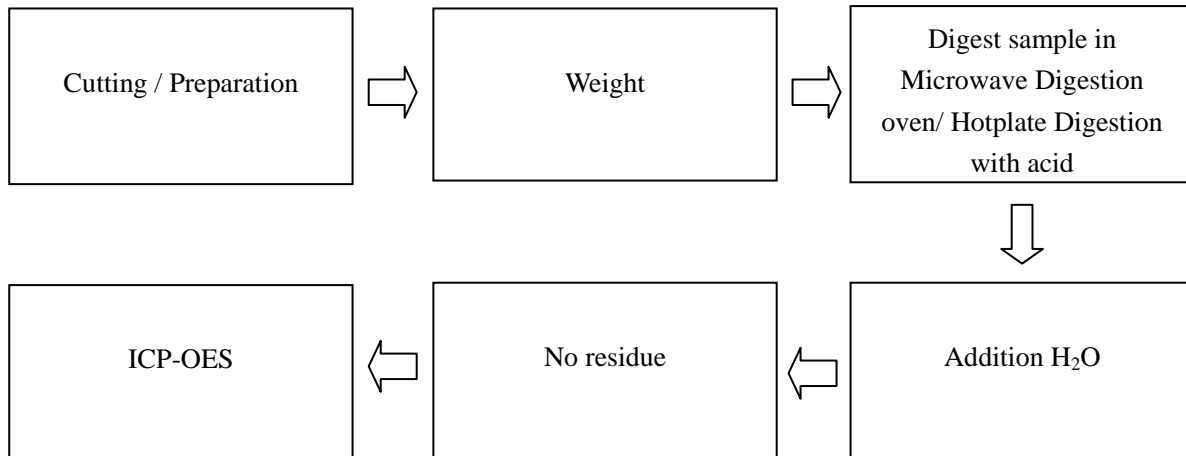 Cutting / Preparation
Weight
Digest sample in
Microwave Digestion
oven/ Hotplate Digestion
with acid
Addition H₂O
No residue
ICP-OES